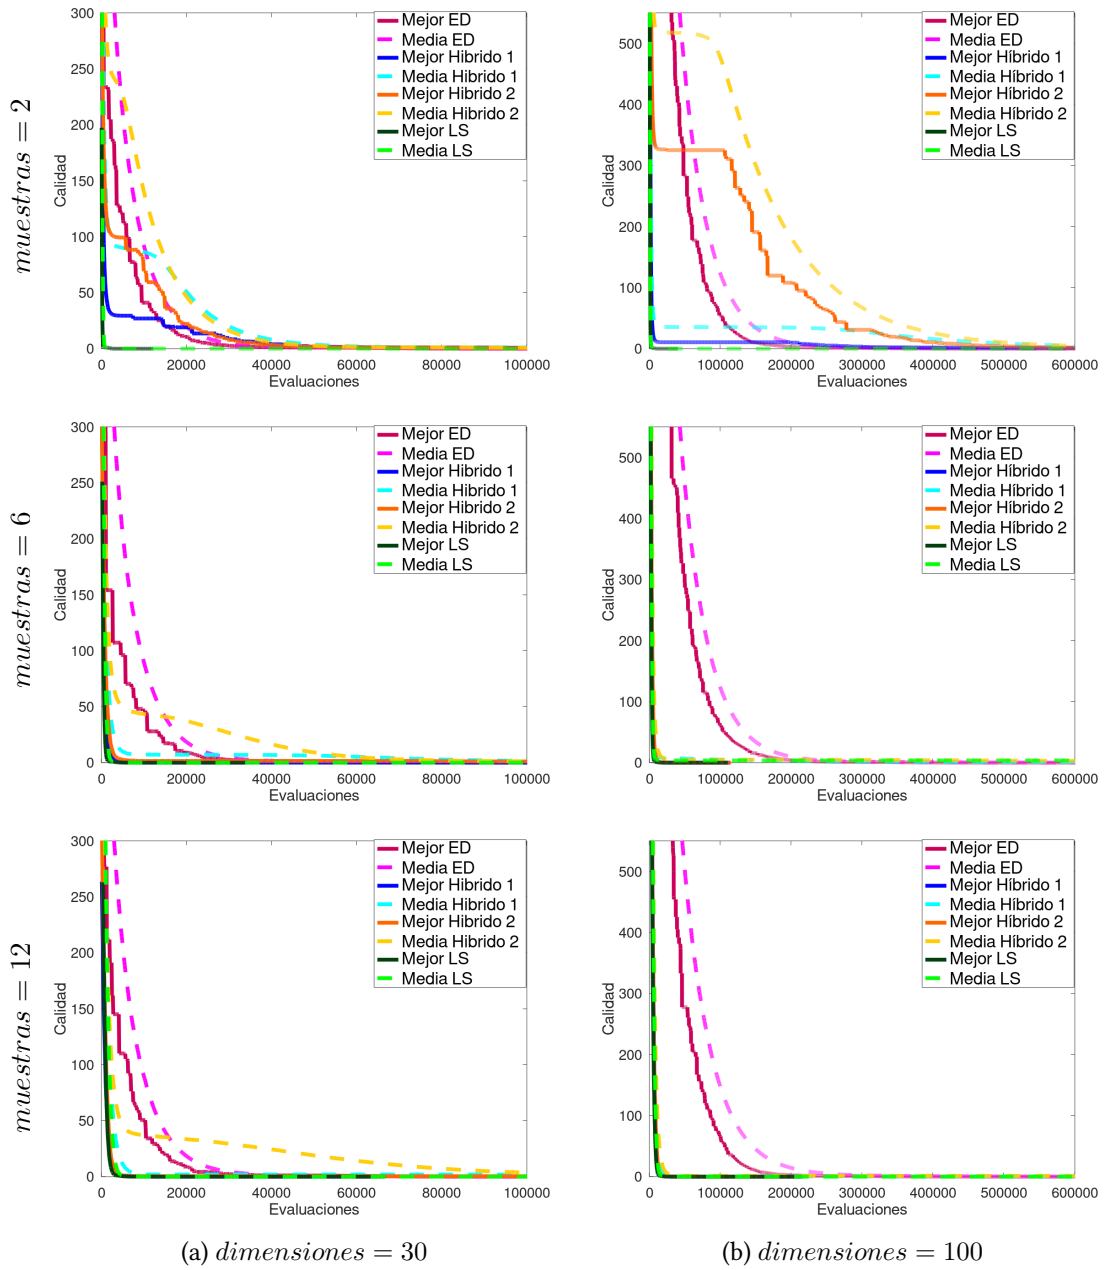 muestras = 2
Calidad
300
250
200
150
100
50
0
0 20000 40000 60000 80000 100000
Evaluaciones
Mejor ED
Media ED
Mejor Hibrido 1
Media Hibrido 1
Mejor Hibrido 2
Media Hibrido 2
Mejor LS
Media LS
Calidad
500
400
300
200
100
0
0 100000 200000 300000 400000 500000 600000
Evaluaciones
Mejor ED
Media ED
Mejor Híbrido 1
Media Híbrido 1
Mejor Híbrido 2
Media Híbrido 2
Mejor LS
Media LS
muestras = 6
Calidad
300
250
200
150
100
50
0
0 20000 40000 60000 80000 100000
Evaluaciones
Mejor ED
Media ED
Mejor Hibrido 1
Media Hibrido 1
Mejor Hibrido 2
Media Hibrido 2
Mejor LS
Media LS
Calidad
500
400
300
200
100
0
0 100000 200000 300000 400000 500000 600000
Evaluaciones
Mejor ED
Media ED
Mejor Híbrido 1
Media Híbrido 1
Mejor Híbrido 2
Media Híbrido 2
Mejor LS
Media LS
muestras = 12
Calidad
300
250
200
150
100
50
0
0 20000 40000 60000 80000 100000
Evaluaciones
Mejor ED
Media ED
Mejor Hibrido 1
Media Hibrido 1
Mejor Hibrido 2
Media Hibrido 2
Mejor LS
Media LS
Calidad
500
400
300
200
100
0
0 100000 200000 300000 400000 500000 600000
Evaluaciones
Mejor ED
Media ED
Mejor Híbrido 1
Media Híbrido 1
Mejor Híbrido 2
Media Híbrido 2
Mejor LS
Media LS
(a) dimensiones = 30
(b) dimensiones = 100